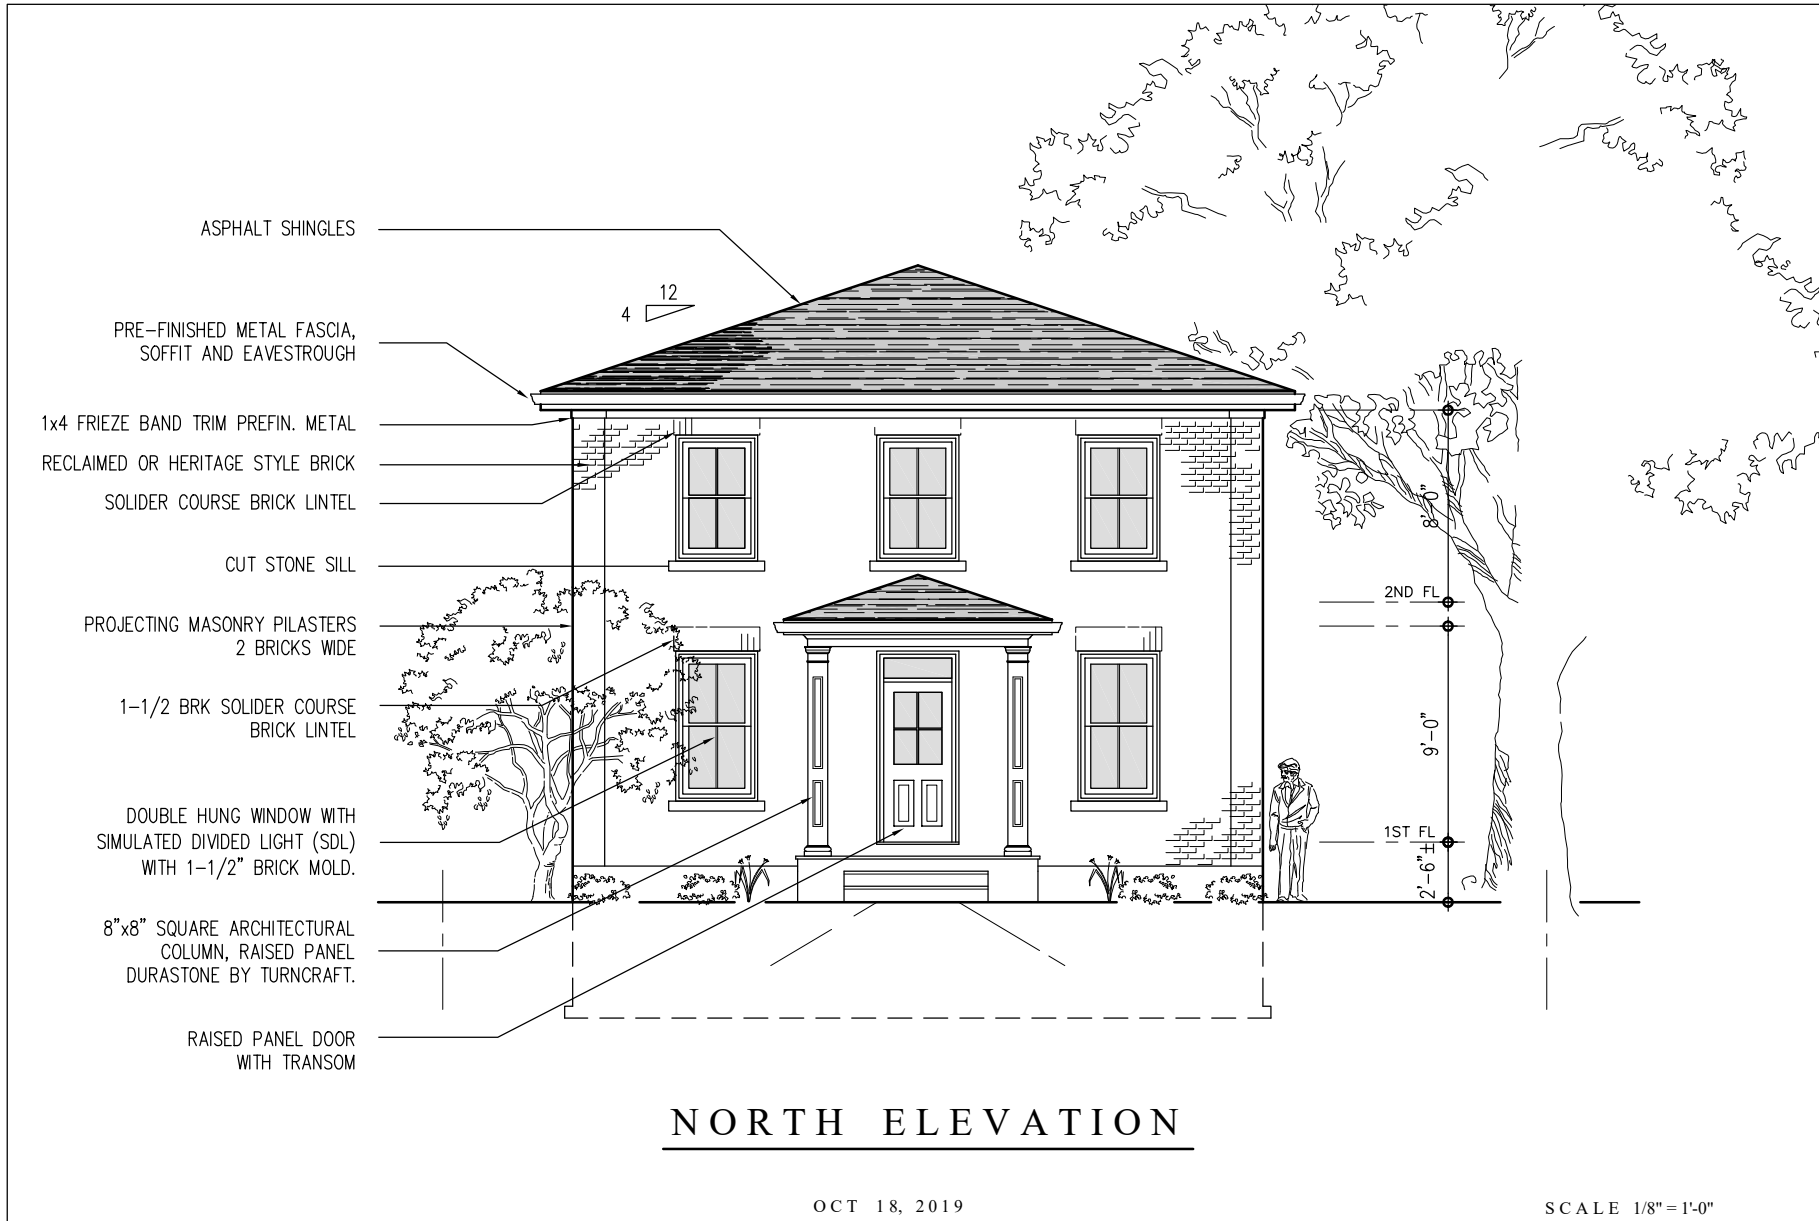 ASPHALT SHINGLES
12
4
PRE-FINISHED METAL FASCIA,
SOFFIT AND EAVESTROUGH
1x4 FRIEZE BAND TRIM PREFIN. METAL
RECLAIMED OR HERITAGE STYLE BRICK
SOLIDER COURSE BRICK LINTEL
CUT STONE SILL
PROJECTING MASONRY PILASTERS
2 BRICKS WIDE
1-1/2 BRK SOLIDER COURSE
BRICK LINTEL
DOUBLE HUNG WINDOW WITH
SIMULATED DIVIDED LIGHT (SDL)
WITH 1-1/2" BRICK MOLD.
8"x8" SQUARE ARCHITECTURAL
COLUMN, RAISED PANEL
DURASTONE BY TURNCRAFT.
RAISED PANEL DOOR
WITH TRANSOM
8'-0"
2ND FL
9'-0"
1ST FL
2'-6"±
NORTH ELEVATION
OCT 18, 2019
SCALE 1/8" = 1'-0"